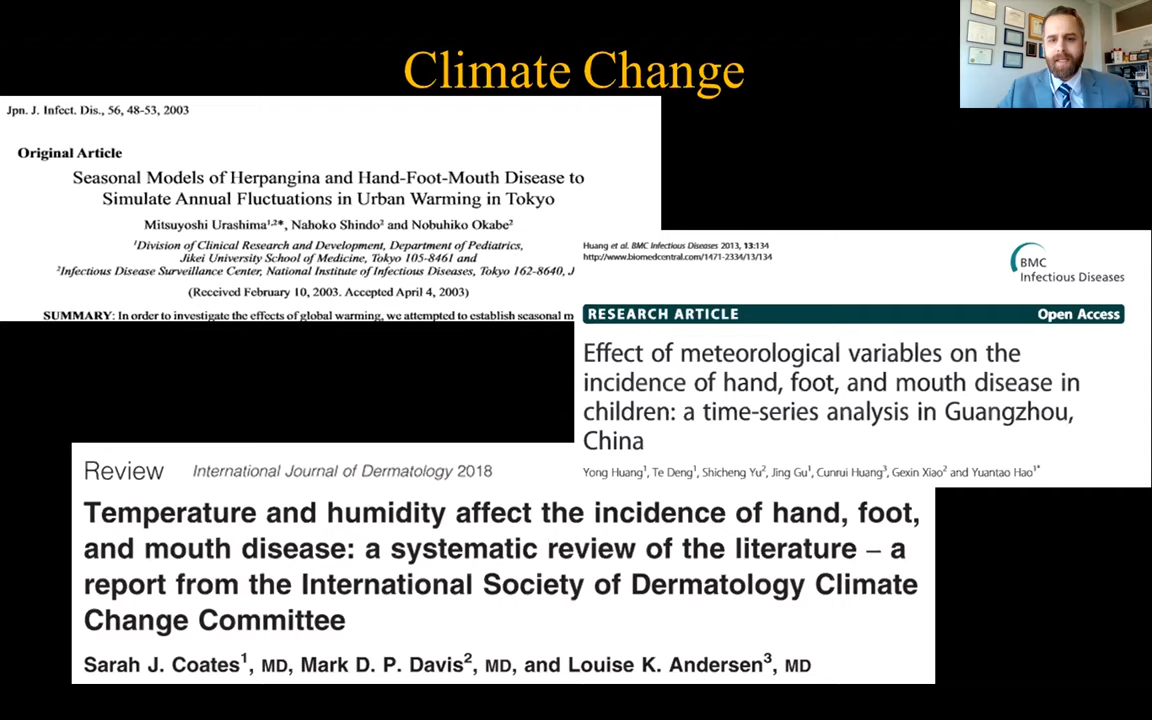 Climate Change
Jpn. J. Infect. Dis., 56, 48-53, 2003
Original Article
Seasonal Models of Herpangina and Hand-Foot-Mouth Disease to
Simulate Annual Fluctuations in Urban Warming in Tokyo
Mitsuyoshi Urashima1,2*, Nahoko Shindo2 and Nobuhiko Okabe2
1Division of Clinical Research and Development, Department of Pediatrics,
Jikei University School of Medicine, Tokyo 105-8461 and
2Infectious Disease Surveillance Center, National Institute of Infectious Diseases, Tokyo 162-8640, J
(Received February 10, 2003. Accepted April 4, 2003)
SUMMARY: In order to investigate the effects of global warming, we attempted to establish seasonal m
Huang et al. BMC Infectious Diseases 2013, 13:134
http://www.biomedcentral.com/1471-2334/13/134
BMC
Infectious Diseases
RESEARCH ARTICLE Open Access
Effect of meteorological variables on the
incidence of hand, foot, and mouth disease in
children: a time-series analysis in Guangzhou,
China
Yong Huang1, Te Deng1, Shicheng Yu2, Jing Gu1, Cunrui Huang3, Gexin Xiao2 and Yuantao Hao1*
Review International Journal of Dermatology 2018
Temperature and humidity affect the incidence of hand, foot,
and mouth disease: a systematic review of the literature – a
report from the International Society of Dermatology Climate
Change Committee
Sarah J. Coates1, MD, Mark D. P. Davis2, MD, and Louise K. Andersen3, MD